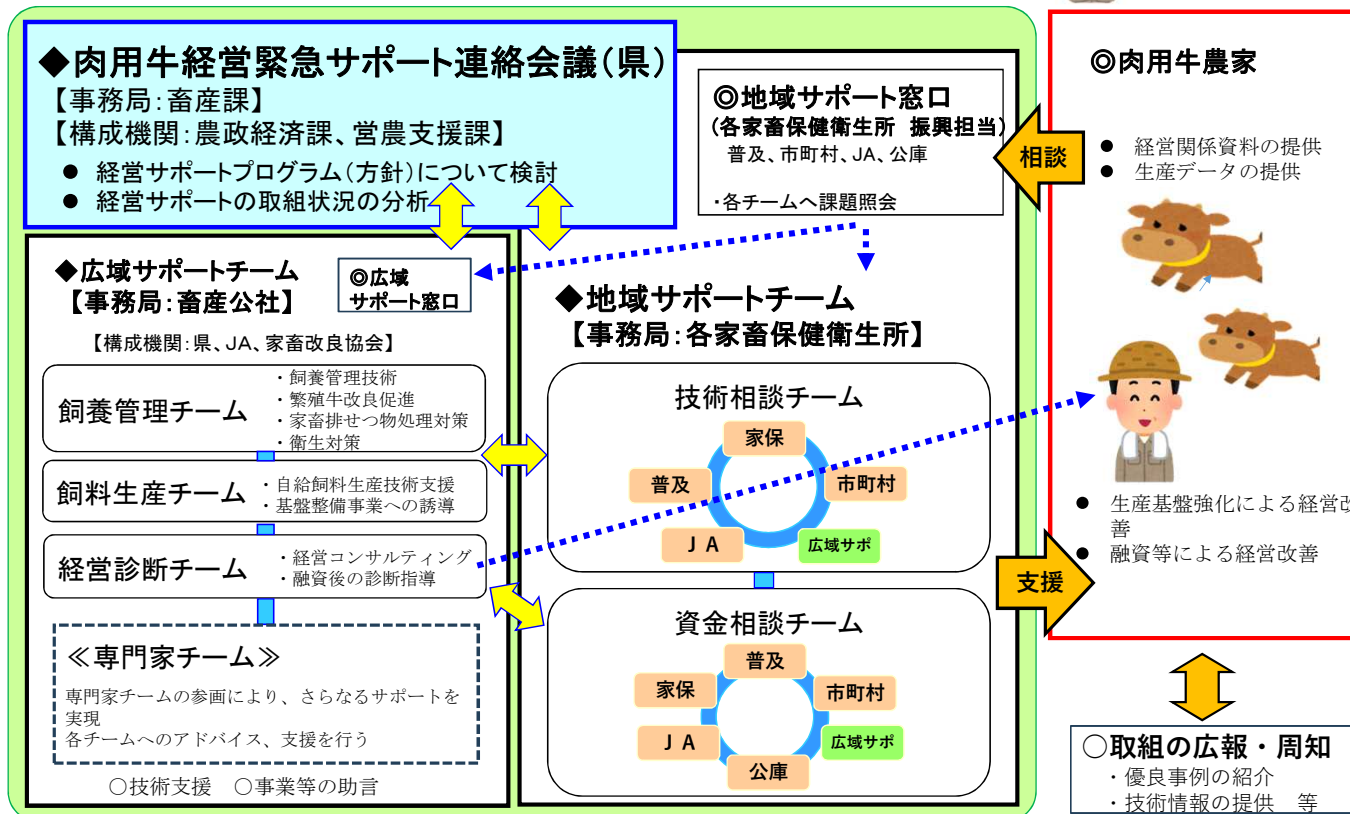 ◆肉用牛経営緊急サポート連絡会議(県)
【事務局:畜産課】
【構成機関:農政経済課、営農支援課】
● 経営サポートプログラム(方針)について検討
● 経営サポートの取組状況の分析
◎地域サポート窓口
(各家畜保健衛生所 振興担当)
普及、市町村、JA、公庫
・各チームへ課題照会
相談
◎肉用牛農家
● 経営関係資料の提供
● 生産データの提供
◆広域サポートチーム
【事務局:畜産公社】
◎広域
サポート窓口
【構成機関:県、JA、家畜改良協会】
飼養管理チーム
・飼養管理技術
・繁殖牛改良促進
・家畜排せつ物処理対策
・衛生対策
飼料生産チーム
・自給飼料生産技術支援
・基盤整備事業への誘導
経営診断チーム
・経営コンサルティング
・融資後の診断指導
≪専門家チーム≫
専門家チームの参画により、さらなるサポートを
実現
各チームへのアドバイス、支援を行う
○技術支援 ○事業等の助言
◆地域サポートチーム
【事務局:各家畜保健衛生所】
技術相談チーム
家保
普及
市町村
JA
広域サポ
資金相談チーム
普及
家保
市町村
JA
広域サポ
公庫
支援
● 生産基盤強化による経営改
善
● 融資等による経営改善
○取組の広報・周知
・優良事例の紹介
・技術情報の提供 等